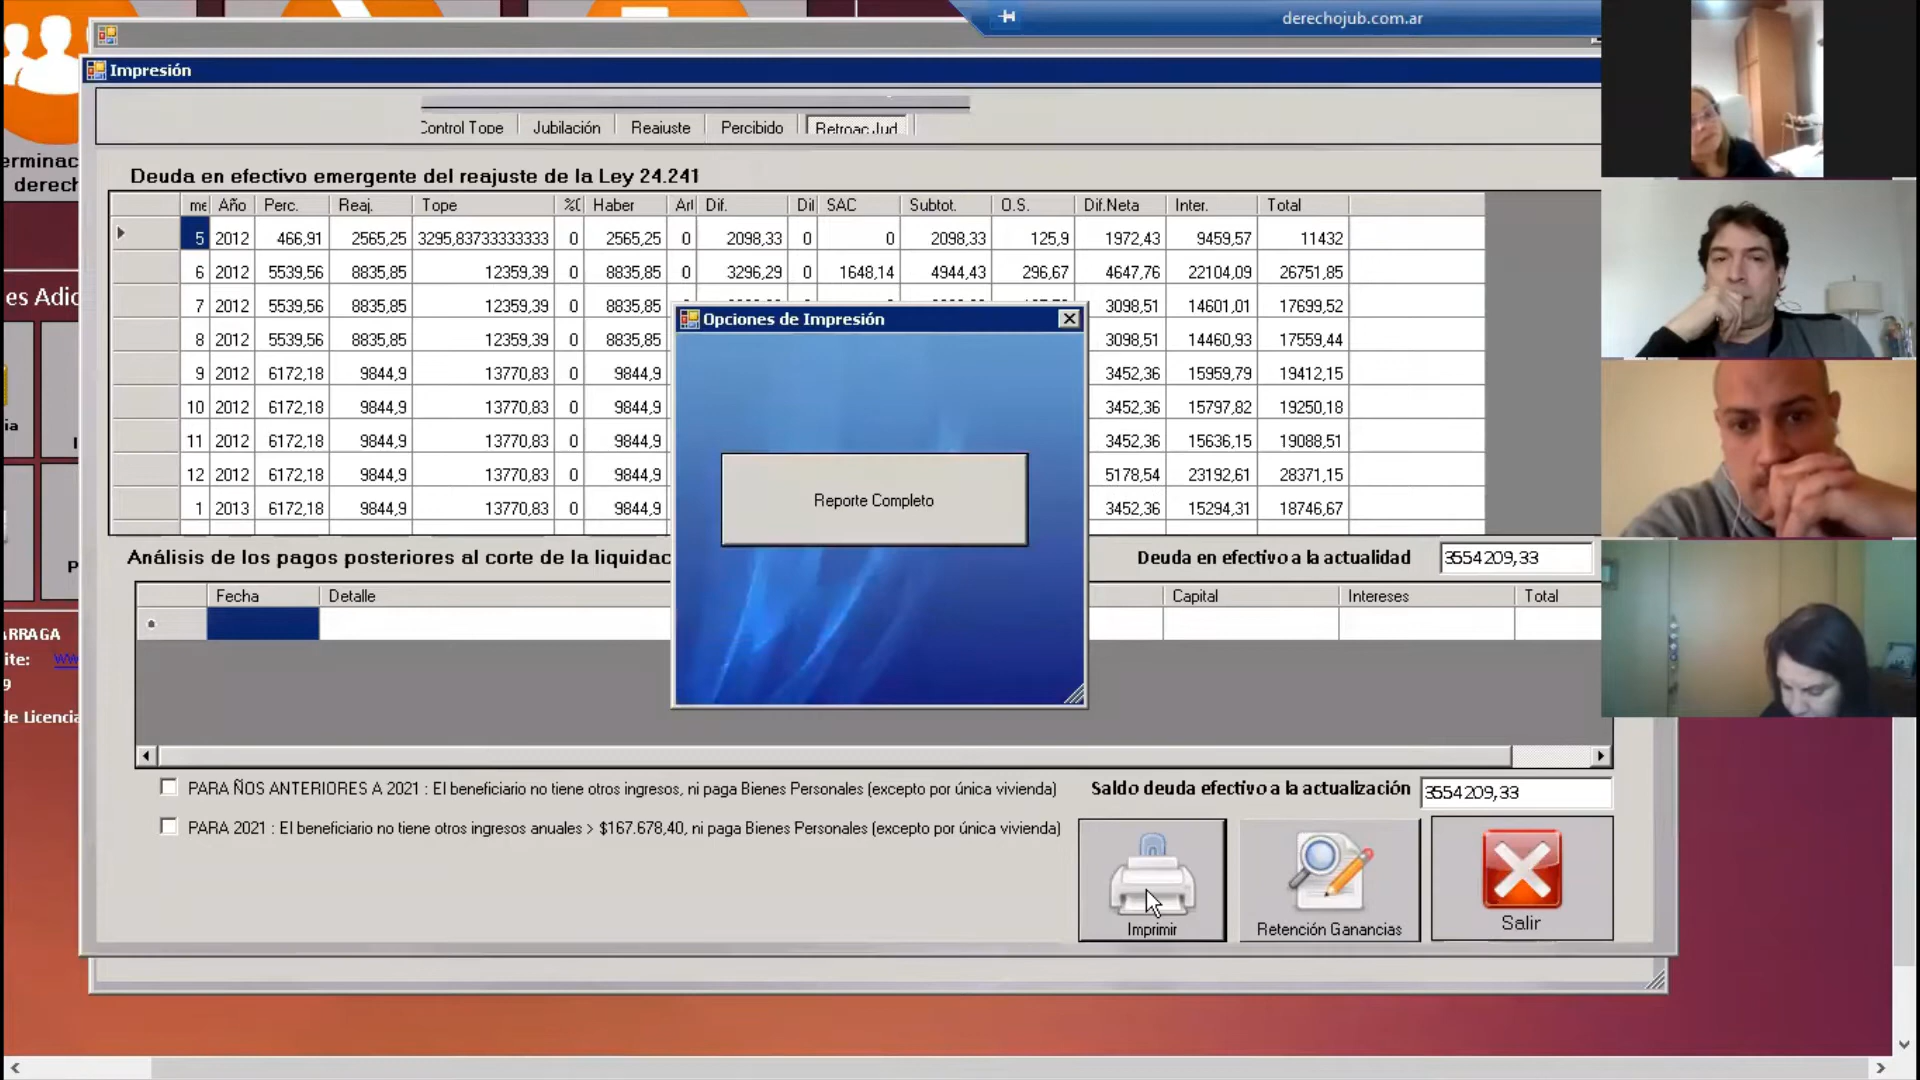 derechojub.com.ar
Impresión
Control Tope Jubilación Reajuste Percibido Retroac.Jud.
Deuda en efectivo emergente del reajuste de la Ley 24.241
me Año Perc. Reaj. Tope %( Haber Art Dif. Dif SAC Subtot. O.S. Dif.Neta Inter. Total
5 2012 466,91 2565,25 3295,83733333333 0 2565,25 0 2098,33 0 0 2098,33 125,9 1972,43 9459,57 11432
6 2012 5539,56 8835,85 12359,39 0 8835,85 0 3296,29 0 1648,14 4944,43 296,67 4647,76 22104,09 26751,85
7 2012 5539,56 8835,85 12359,39 0 8835,85 3098,51 14601,01 17699,52
8 2012 5539,56 8835,85 12359,39 0 8835,85 3098,51 14460,93 17559,44
9 2012 6172,18 9844,9 13770,83 0 9844,9 3452,36 15959,79 19412,15
10 2012 6172,18 9844,9 13770,83 0 9844,9 3452,36 15797,82 19250,18
11 2012 6172,18 9844,9 13770,83 0 9844,9 3452,36 15636,15 19088,51
12 2012 6172,18 9844,9 13770,83 0 9844,9 5178,54 23192,61 28371,15
1 2013 6172,18 9844,9 13770,83 0 9844,9 3452,36 15294,31 18746,67
Opciones de Impresión
Reporte Completo
Análisis de los pagos posteriores al corte de la liquidac
Deuda en efectivo a la actualidad 3554209,33
Fecha Detalle Capital Intereses Total
PARA ÑOS ANTERIORES A 2021 : El beneficiario no tiene otros ingresos, ni paga Bienes Personales (excepto por única vivienda)
Saldo deuda efectivo a la actualización 3554209,33
PARA 2021 : El beneficiario no tiene otros ingresos anuales > $167.678,40, ni paga Bienes Personales (excepto por única vivienda)
Imprimir
Retención Ganancias
Salir
erminac
derech
es Adic
ia
P
ARRAGA
ite: ww
9
de Licencia